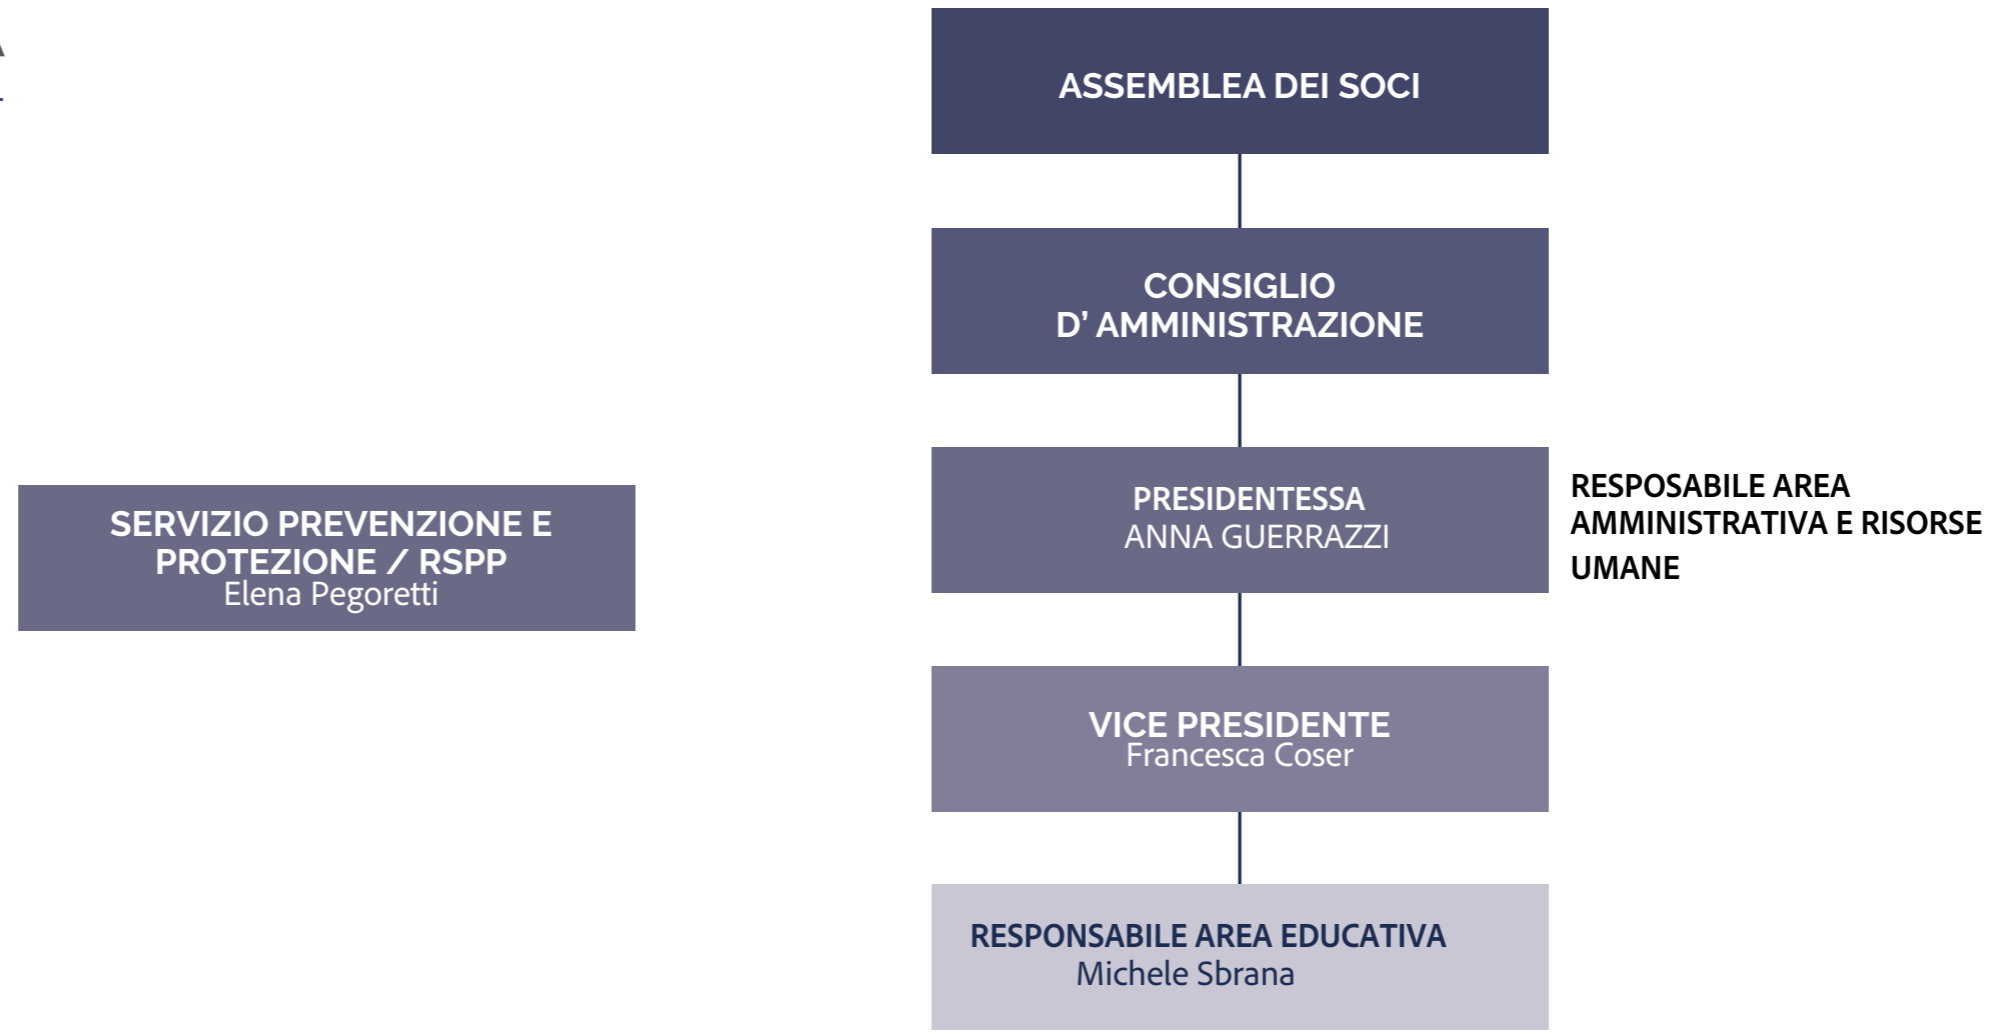 ASSEMBLEA DEI SOCI
CONSIGLIO
D’ AMMINISTRAZIONE
PRESIDENTESSA
ANNA GUERRAZZI
RESPOSABILE AREA
AMMINISTRATIVA E RISORSE
UMANE
SERVIZIO PREVENZIONE E
PROTEZIONE / RSPP
Elena Pegoretti
VICE PRESIDENTE
Francesca Coser
RESPONSABILE AREA EDUCATIVA
Michele Sbrana